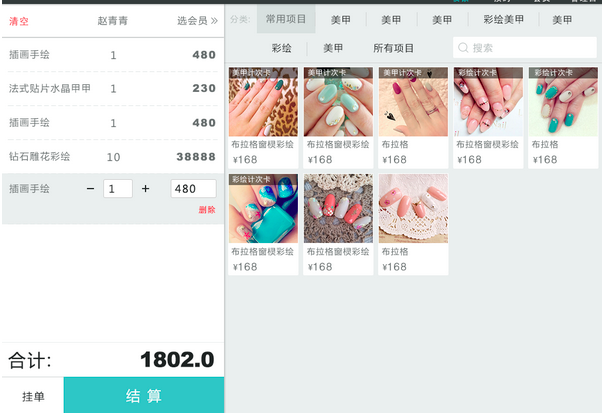 清空 赵青青 选会员
插画手绘 1 480
法式贴片水晶甲甲 1 230
插画手绘 1 480
钻石雕花彩绘 10 38888
插画手绘 − 1 + 480
删除
合计: 1802.0
挂单 结算
分类: 常用项目 美甲 美甲 美甲 彩绘美甲 美甲
彩绘 美甲 所有项目 搜索
美甲计次卡 美甲计次卡 美甲计次卡 彩绘计次卡 彩绘计次卡
布拉格窗棂彩绘 布拉格窗棂彩绘 布拉格 布拉格窗棂彩绘 布拉格
¥168 ¥168 ¥168 ¥168 ¥168
彩绘计次卡
布拉格窗棂彩绘 布拉格窗棂彩绘 布拉格
¥168 ¥168 ¥168